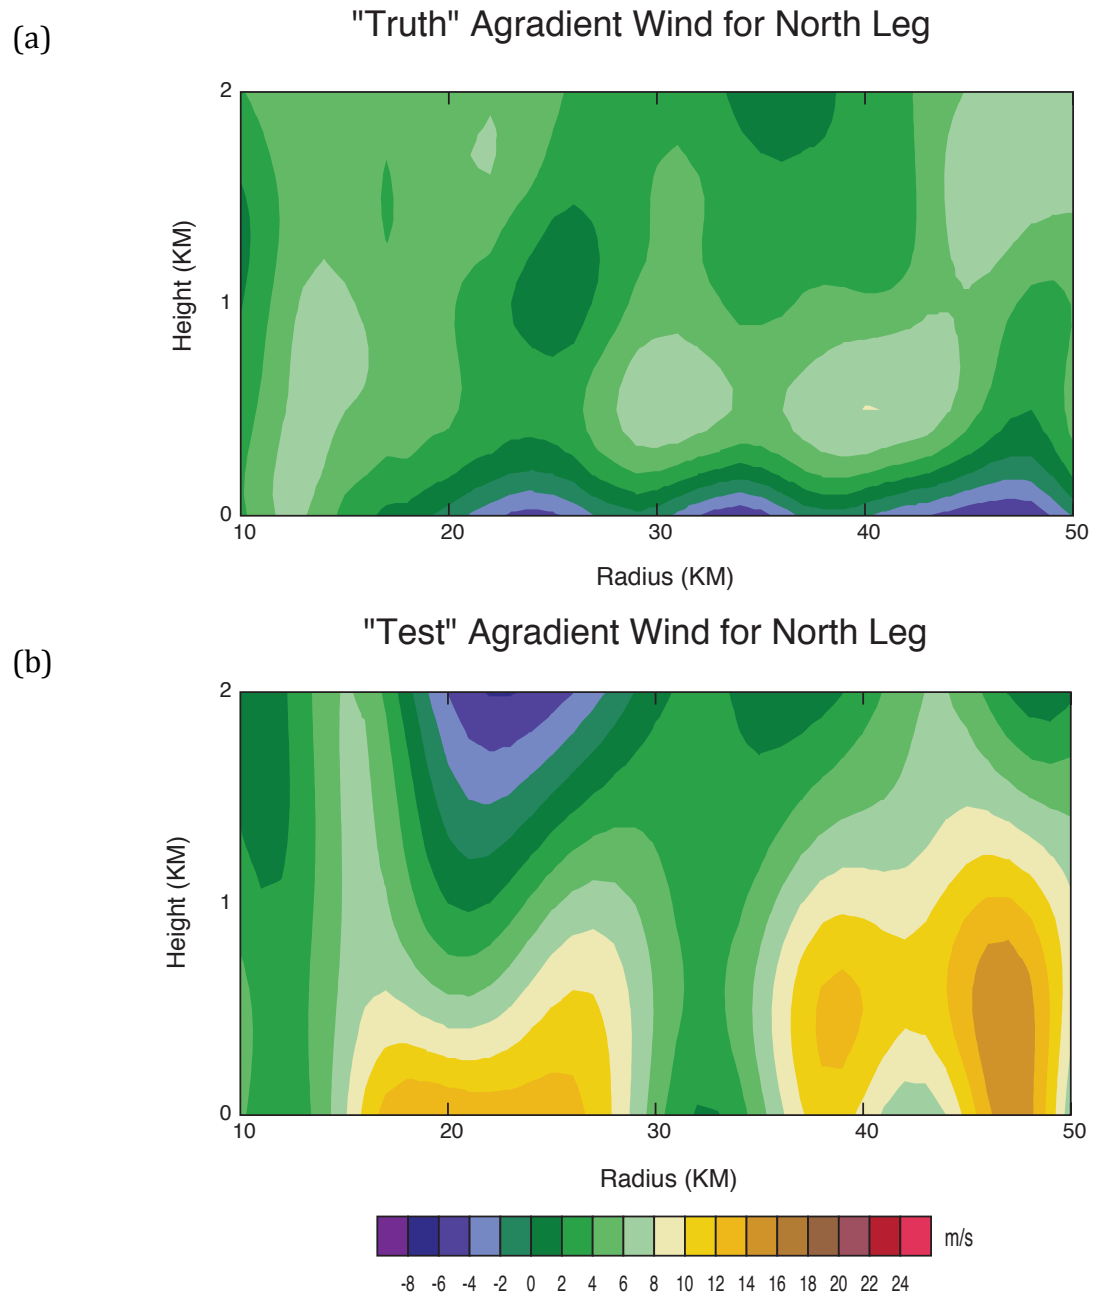 (a)
"Truth" Agradient Wind for North Leg
2
1
0
Height (KM)
10 20 30 40 50
Radius (KM)
(b)
"Test" Agradient Wind for North Leg
2
1
0
Height (KM)
10 20 30 40 50
Radius (KM)
m/s
-8 -6 -4 -2 0 2 4 6 8 10 12 14 16 18 20 22 24